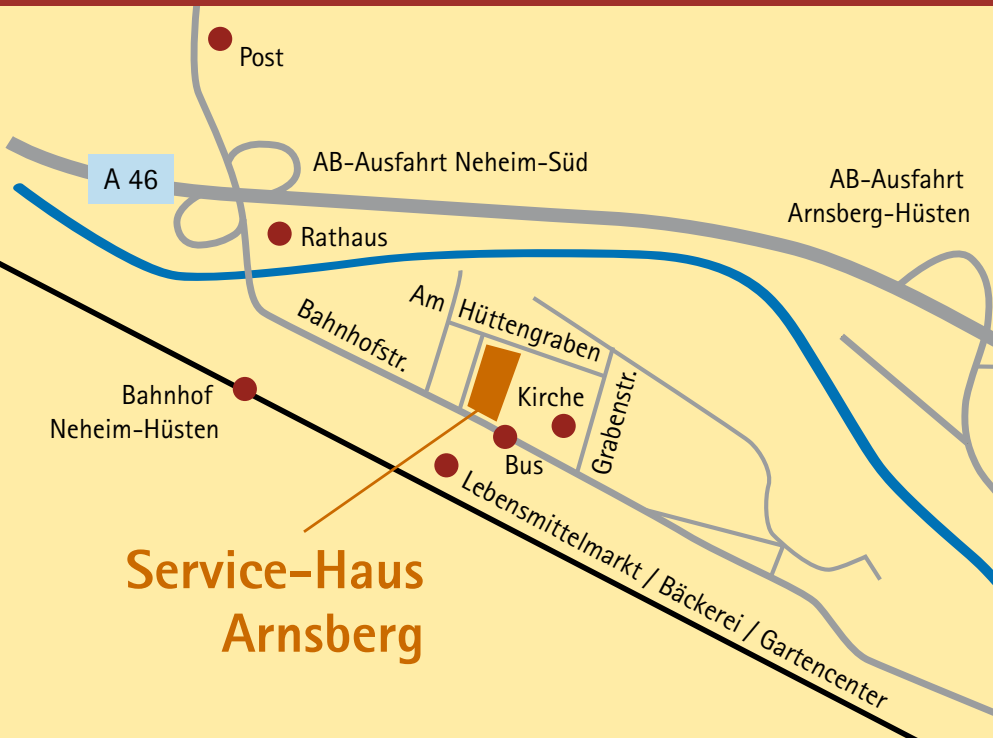 Post
AB-Ausfahrt Neheim-Süd
A 46
AB-Ausfahrt
Arnsberg-Hüsten
Rathaus
Am Hüttengraben
Bahnhofstr.
Grabenstr.
Kirche
Bahnhof
Neheim-Hüsten
Bus
Lebensmittelmarkt / Bäckerei / Gartencenter
Service-Haus
Arnsberg